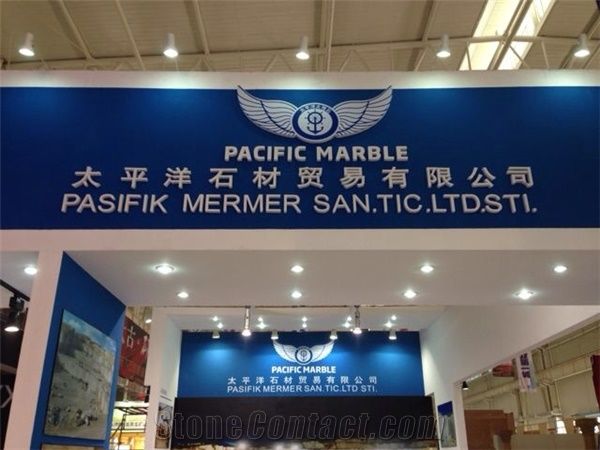 PACIFIC MARBLE
太平洋石材贸易有限公司
PASIFIK MERMER SAN.TIC.LTD.STI.
PACIFIC MARBLE
太平洋石材贸易有限公司
PASIFIK MERMER SAN.TIC.LTD STI.
StoneContact.com